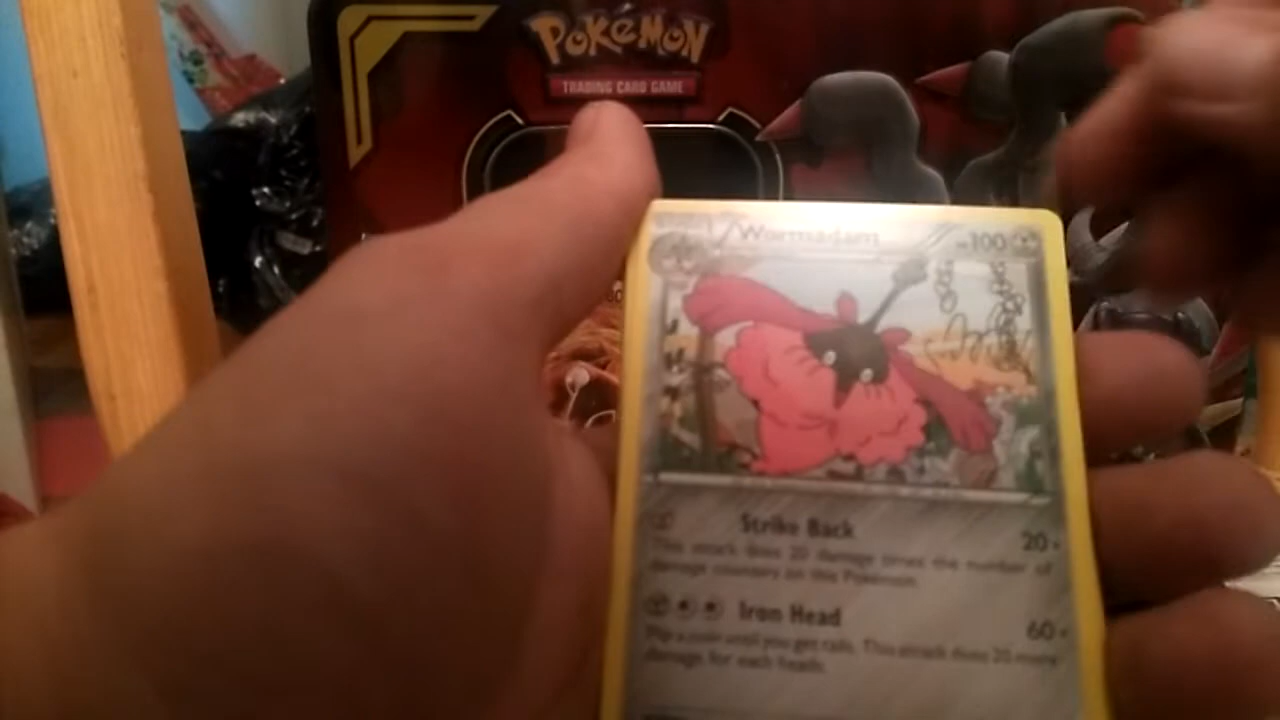 POKéMON
TRADING CARD GAME
Wormadam
100
Strike Back
20×
This attack does 20 damage times the number of
damage counters on this Pokémon.
Iron Head
60+
Flip a coin until you get tails. This attack does 20 more
damage for each heads.